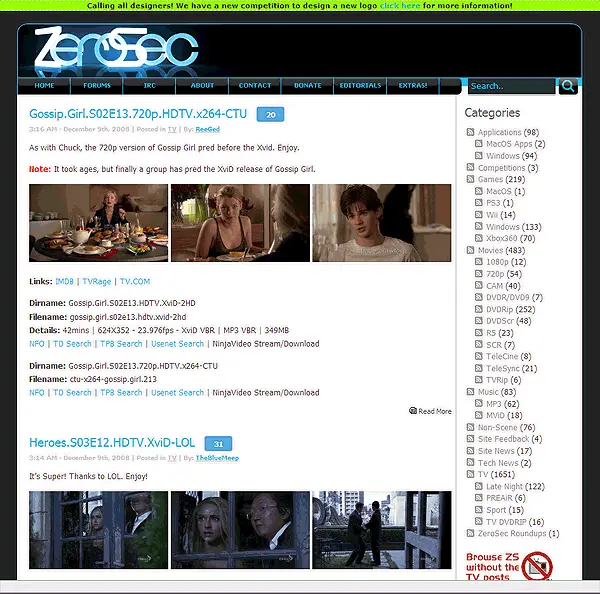 Calling all designers! We have a new competition to design a new logo click here for more information!
ZeroSec
HOME FORUMS IRC ABOUT CONTACT DONATE EDITORIALS EXTRAS! Search..
Gossip.Girl.S02E13.720p.HDTV.x264-CTU 20
3:16 AM - December 9th, 2008 | Posted in TV | By: ReeGed
As with Chuck, the 720p version of Gossip Girl pred before the Xvid. Enjoy.
Note: It took ages, but finally a group has pred the XviD release of Gossip Girl.
Links: IMDB | TVRage | TV.COM
Dirname: Gossip.Girl.S02E13.HDTV.XviD-2HD
Filename: gossip.girl.s02e13.hdtv.xvid-2hd
Details: 42mins | 624X352 - 23.976fps - XviD VBR | MP3 VBR | 349MB
NFO | TD Search | TPB Search | Usenet Search | NinjaVideo Stream/Download
Dirname: Gossip.Girl.S02E13.720p.HDTV.x264-CTU
Filename: ctu-x264-gossip.girl.213
NFO | TD Search | TPB Search | Usenet Search | NinjaVideo Stream/Download
Read More
Heroes.S03E12.HDTV.XviD-LOL 31
3:14 AM - December 9th, 2008 | Posted in TV | By: TheBlueMeep
It's Super! Thanks to LOL. Enjoy!
Categories
Applications (98)
MacOS Apps (2)
Windows (94)
Competitions (3)
Games (219)
MacOS (1)
PS3 (1)
Wii (14)
Windows (133)
Xbox360 (70)
Movies (483)
1080p (12)
720p (54)
CAM (40)
DVDR/DVD9 (7)
DVDRip (252)
DVDScr (48)
R5 (23)
SCR (7)
TeleCine (8)
TeleSync (21)
TVRip (6)
Music (83)
MP3 (62)
MViD (18)
Non-Scene (76)
Site Feedback (4)
Site News (17)
Tech News (2)
TV (1651)
Late Night (122)
PREAiR (6)
Sport (15)
TV DVDRIP (16)
ZeroSec Roundups (1)
Browse ZS
without the
TV posts